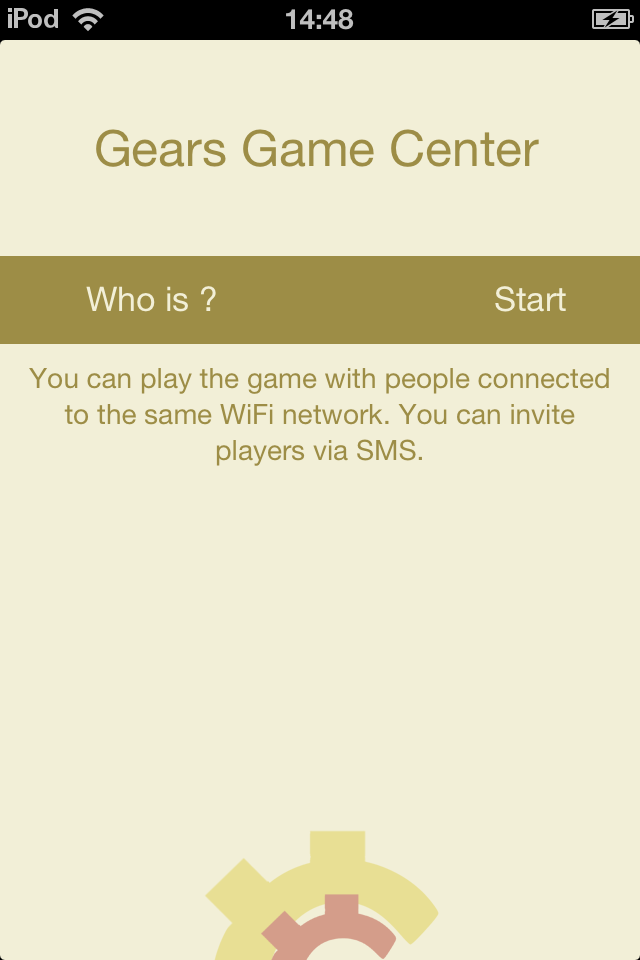 iPod 14:48
Gears Game Center
Who is ? Start
You can play the game with people connected
to the same WiFi network. You can invite
players via SMS.